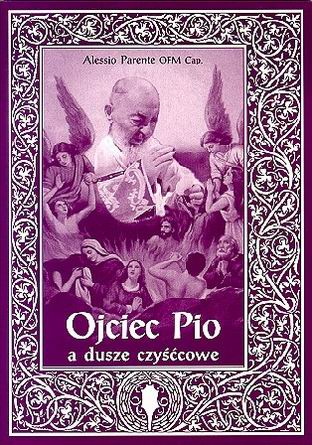 Alessio Parente OFM Cap.
Ojciec Pio
a dusze czyśćcowe